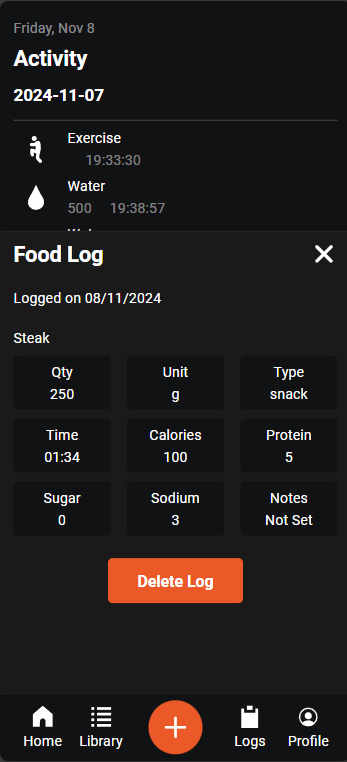 Friday, Nov 8
Activity
2024-11-07
Exercise
19:33:30
Water
500 19:38:57
Food Log
Logged on 08/11/2024
Steak
Qty Unit Type
250 g snack
Time Calories Protein
01:34 100 5
Sugar Sodium Notes
0 3 Not Set
Delete Log
Home Library Logs Profile